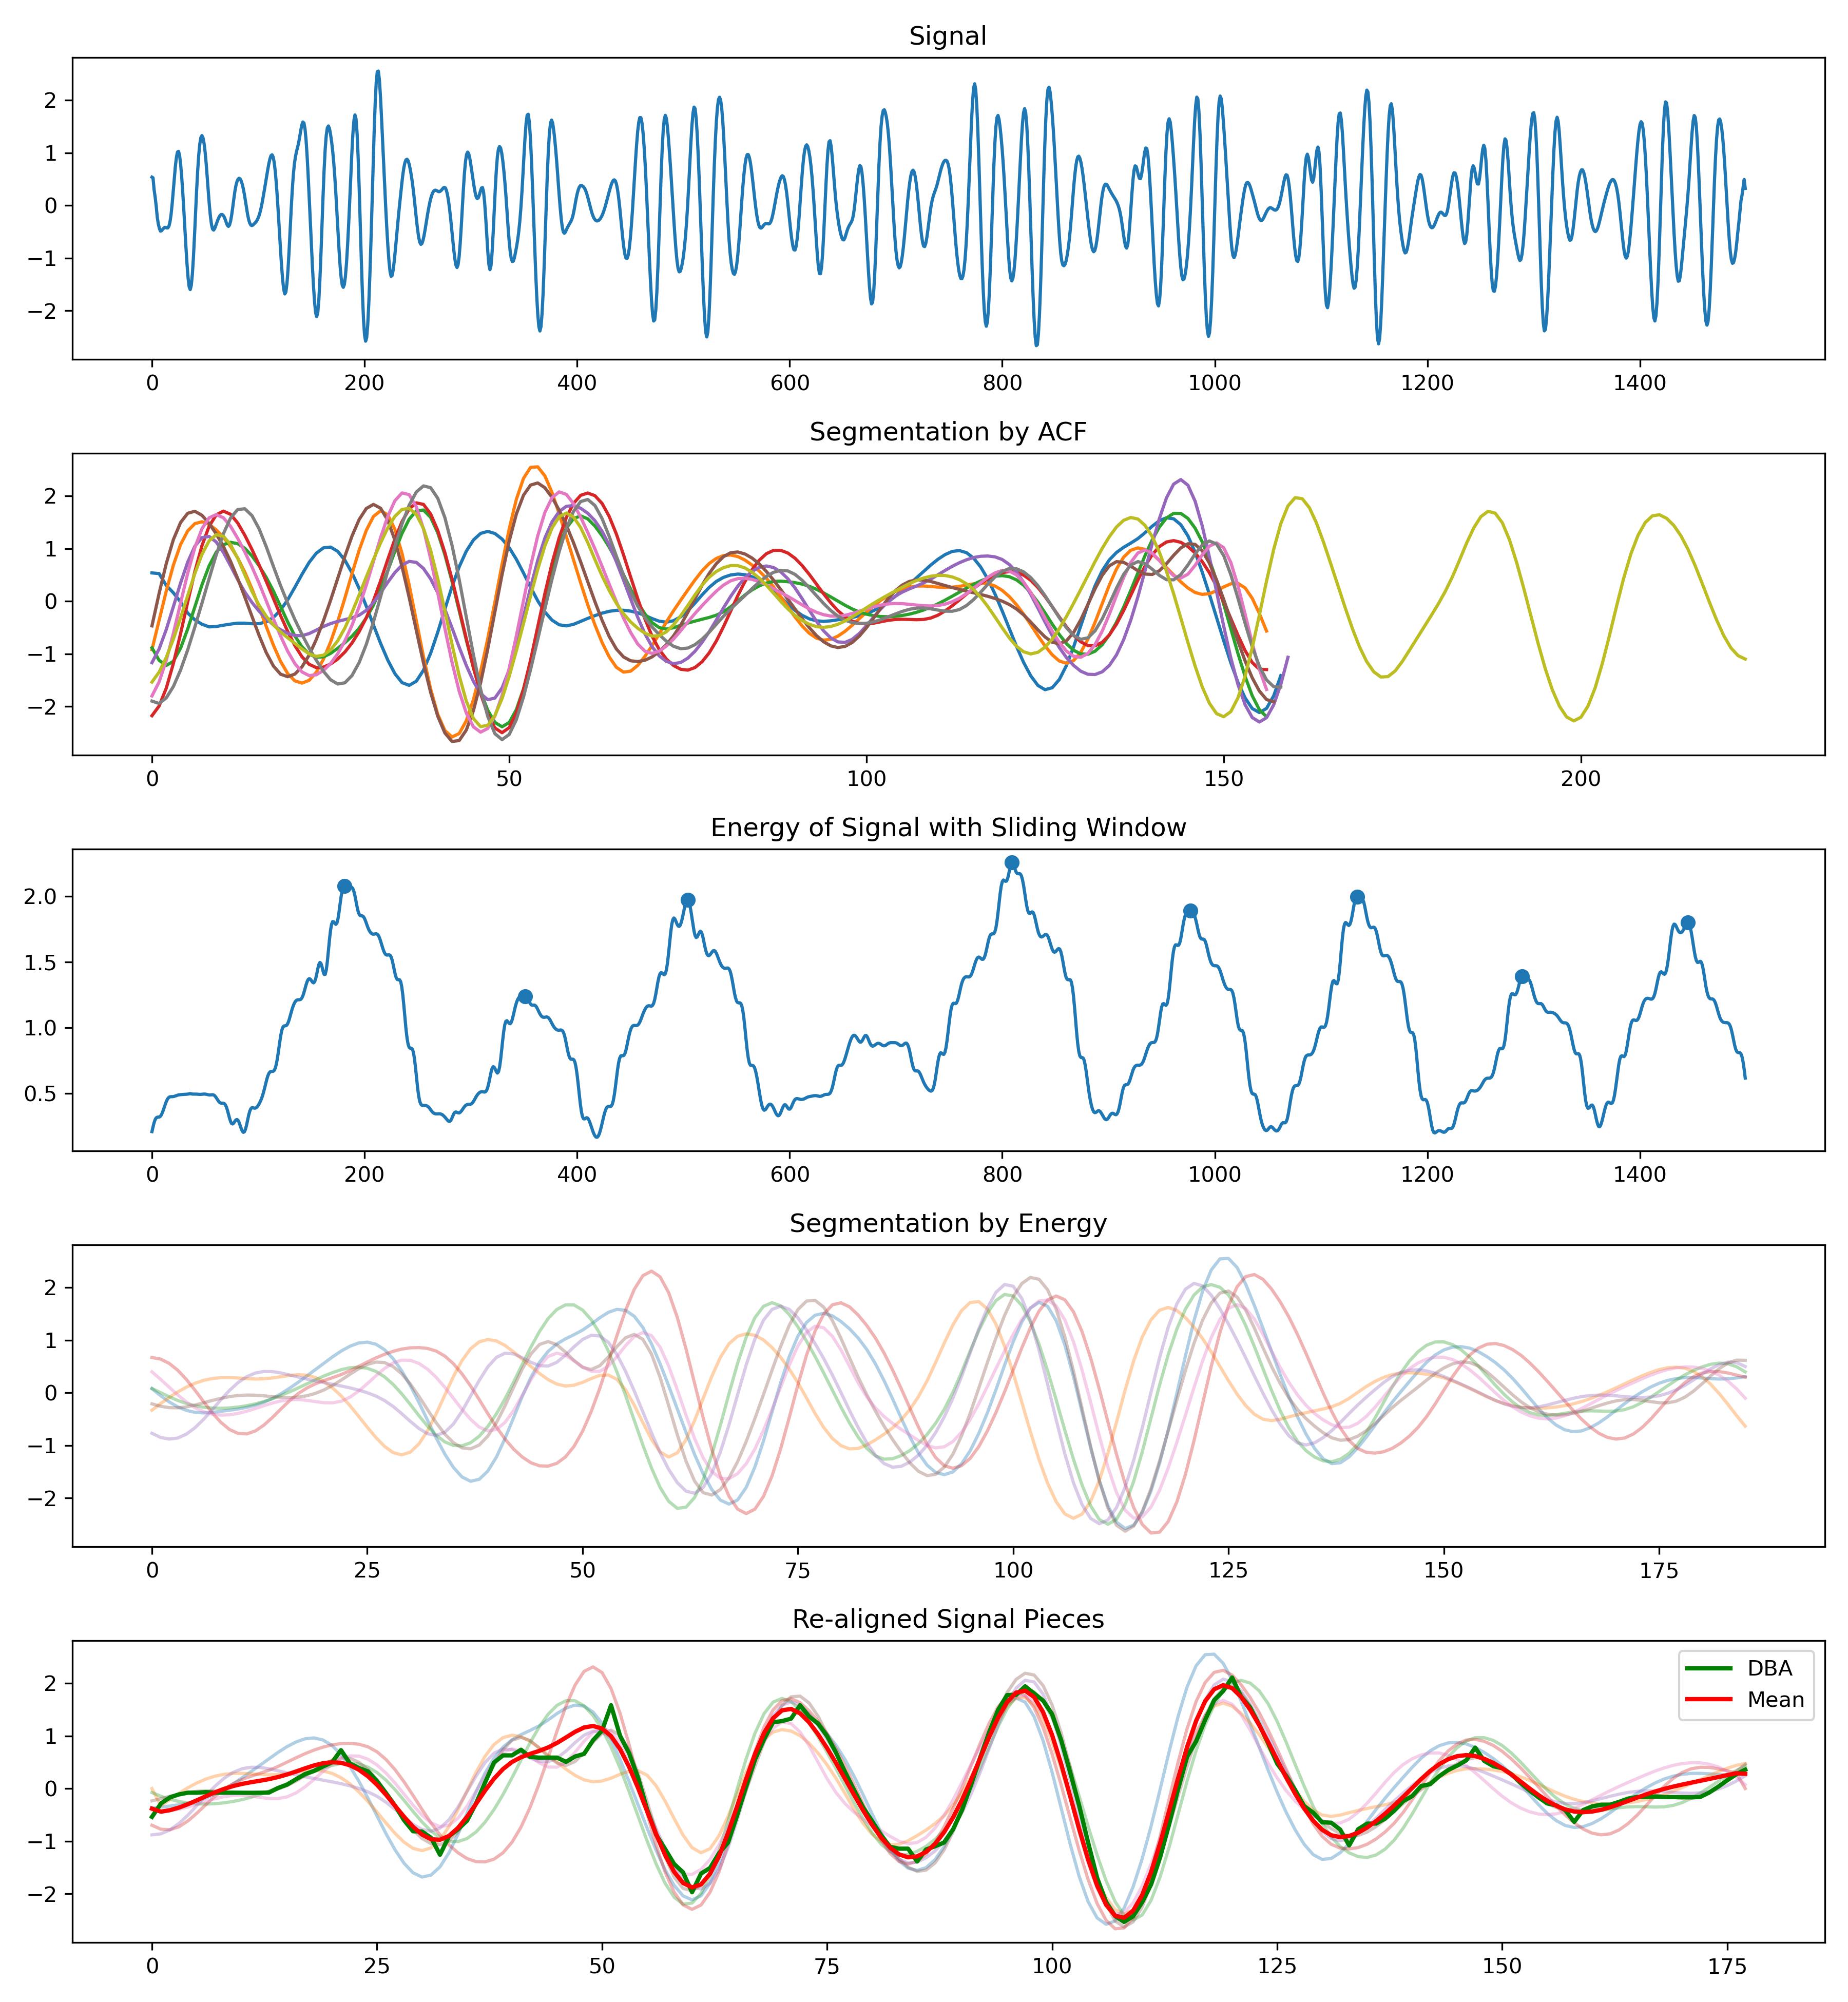 Signal
2
1
0
−1
−2
0 200 400 600 800 1000 1200 1400
Segmentation by ACF
2
1
0
−1
−2
0 50 100 150 200
Energy of Signal with Sliding Window
2.0
1.5
1.0
0.5
0 200 400 600 800 1000 1200 1400
Segmentation by Energy
2
1
0
−1
−2
0 25 50 75 100 125 150 175
Re-aligned Signal Pieces
DBA
Mean
2
1
0
−1
−2
0 25 50 75 100 125 150 175